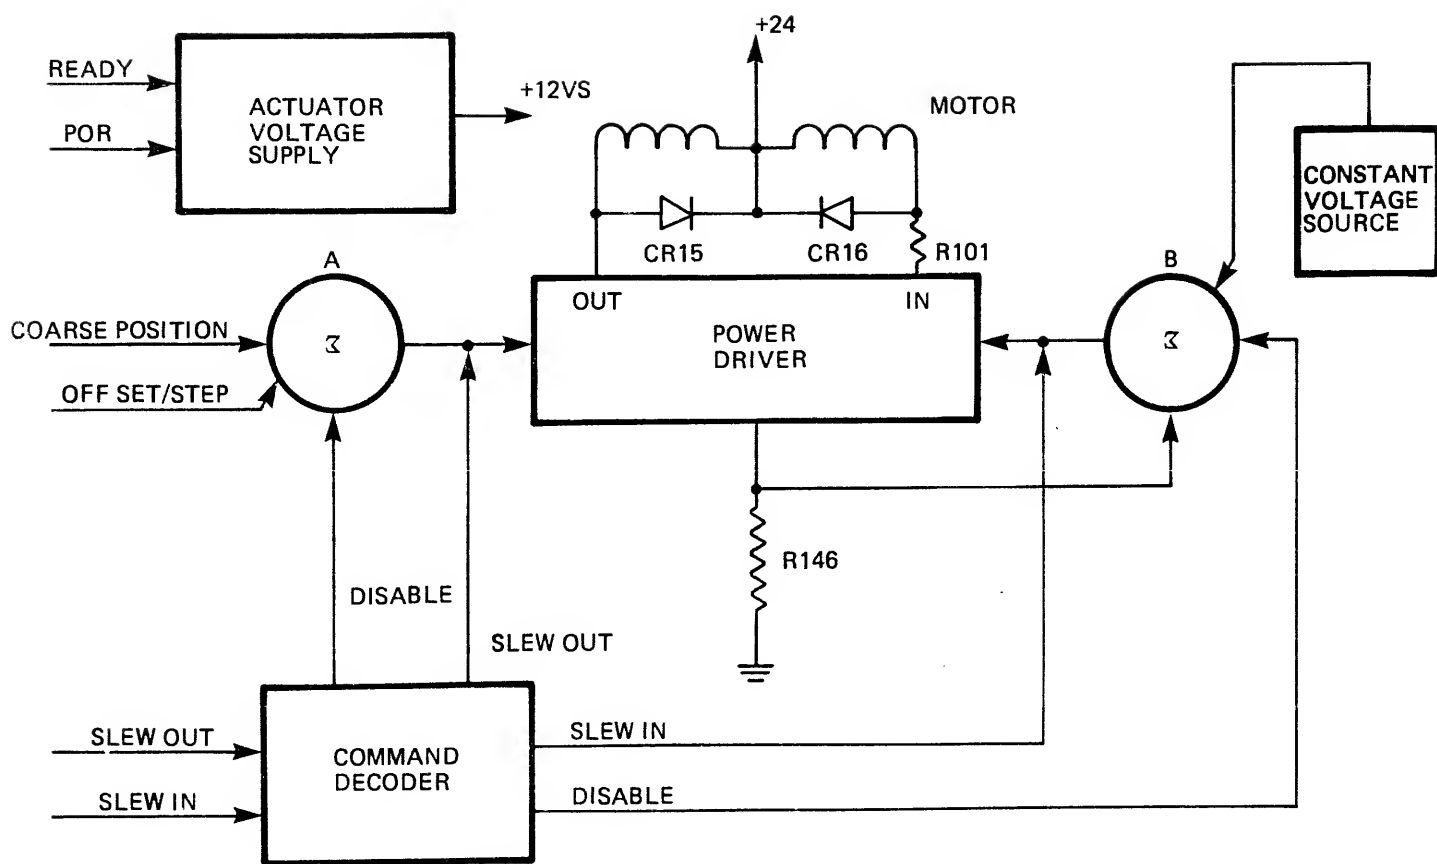 +24
READY
POR
ACTUATOR
VOLTAGE
SUPPLY
+12VS
MOTOR
CONSTANT
VOLTAGE
SOURCE
CR15
CR16
R101
A
B
OUT
IN
COARSE POSITION
Σ
POWER
DRIVER
Σ
OFF SET/STEP
R146
DISABLE
SLEW OUT
SLEW OUT
SLEW IN
COMMAND
DECODER
SLEW IN
DISABLE